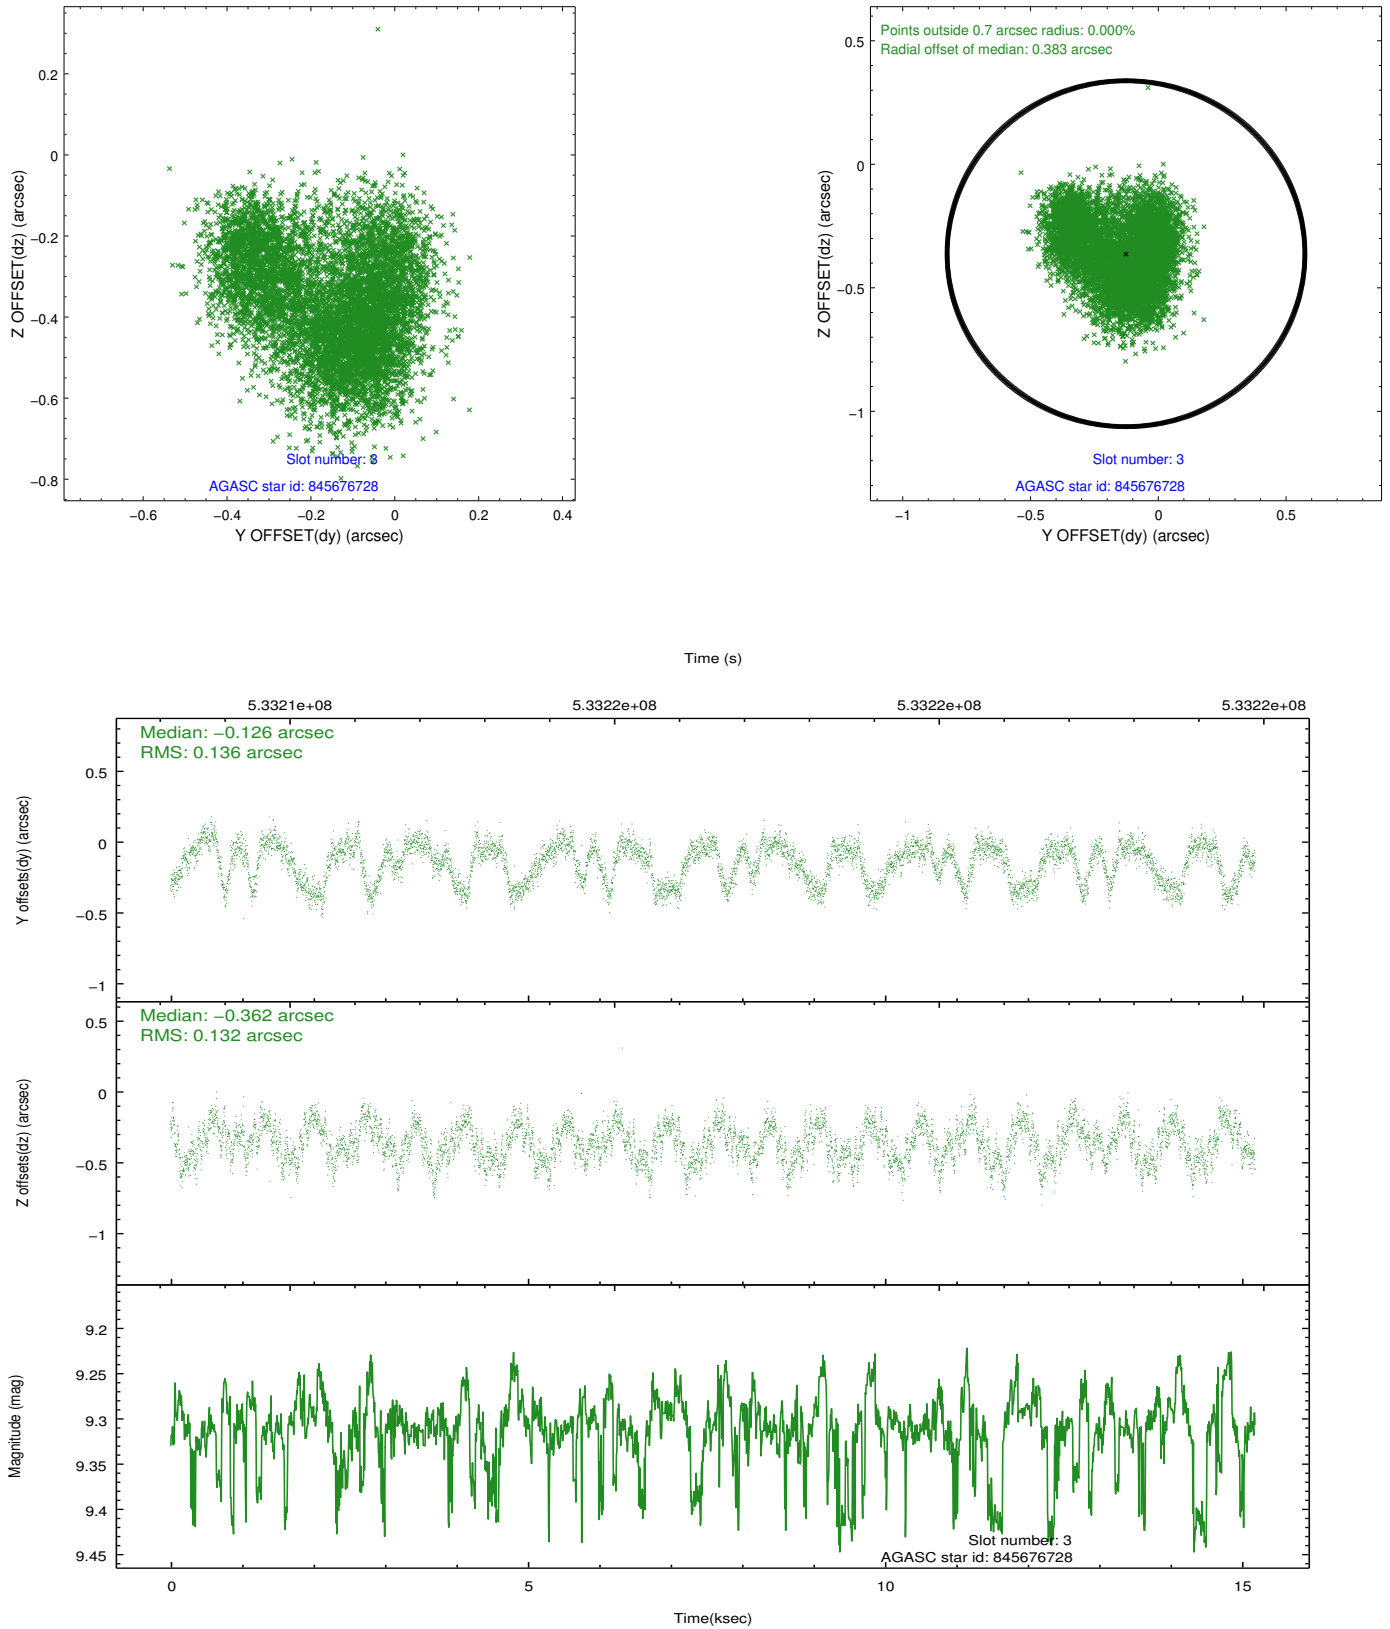 0.2
0
−0.2
−0.4
−0.6
−0.8
Z OFFSET(dz) (arcsec)
Slot number: 3
AGASC star id: 845676728
−0.6 −0.4 −0.2 0 0.2 0.4
Y OFFSET(dy) (arcsec)
Points outside 0.7 arcsec radius: 0.000%
Radial offset of median: 0.383 arcsec
0.5
0
−0.5
−1
Z OFFSET(dz) (arcsec)
Slot number: 3
AGASC star id: 845676728
−1 −0.5 0 0.5
Y OFFSET(dy) (arcsec)
Time (s)
5.3321e+08 5.3322e+08 5.3322e+08 5.3322e+08
Median: −0.126 arcsec
RMS: 0.136 arcsec
0.5
0
−0.5
−1
Y offsets(dy) (arcsec)
Median: −0.362 arcsec
RMS: 0.132 arcsec
0.5
0
−0.5
−1
Z offsets(dz) (arcsec)
9.2
9.25
9.3
9.35
9.4
9.45
Magnitude (mag)
Slot number: 3
AGASC star id: 845676728
0 5 10 15
Time(ksec)